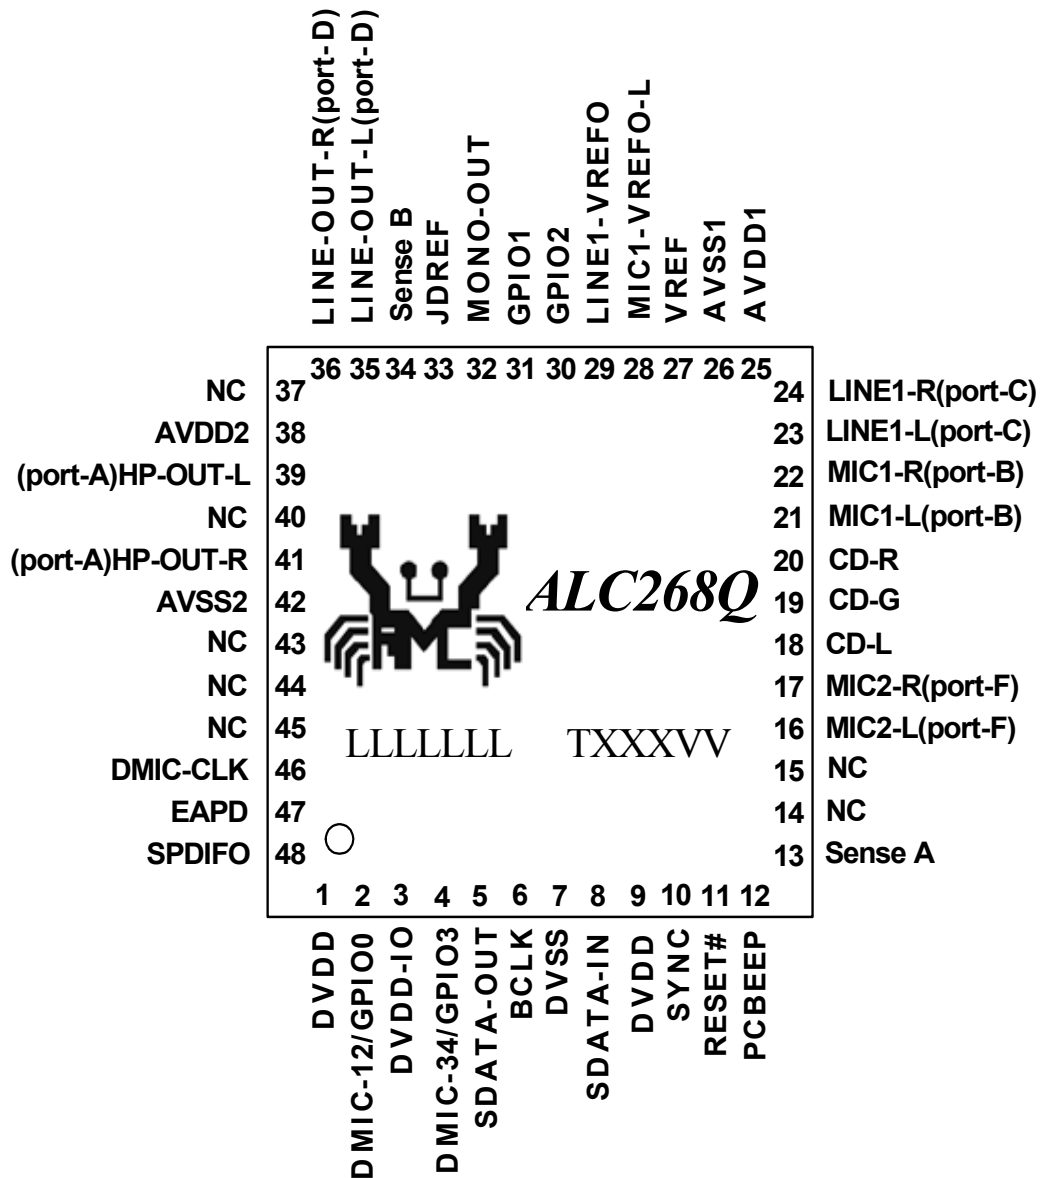 LINE-OUT-R(port-D)
LINE-OUT-L(port-D)
Sense B
JDREF
MONO-OUT
GPIO1
GPIO2
LINE1-VREFO
MIC1-VREFO-L
VREF
AVSS1
AVDD1
36 35 34 33 32 31 30 29 28 27 26 25
NC 37
AVDD2 38
(port-A)HP-OUT-L 39
NC 40
(port-A)HP-OUT-R 41
AVSS2 42
NC 43
NC 44
NC 45
DMIC-CLK 46
EAPD 47
SPDIFO 48
ALC268Q
LLLLLLL TXXXVV
24 LINE1-R(port-C)
23 LINE1-L(port-C)
22 MIC1-R(port-B)
21 MIC1-L(port-B)
20 CD-R
19 CD-G
18 CD-L
17 MIC2-R(port-F)
16 MIC2-L(port-F)
15 NC
14 NC
13 Sense A
1 2 3 4 5 6 7 8 9 10 11 12
DVDD
DMIC-12/GPIO0
DVDD-IO
DMIC-34/GPIO3
SDATA-OUT
BCLK
DVSS
SDATA-IN
DVDD
SYNC
RESET#
PCBEEP